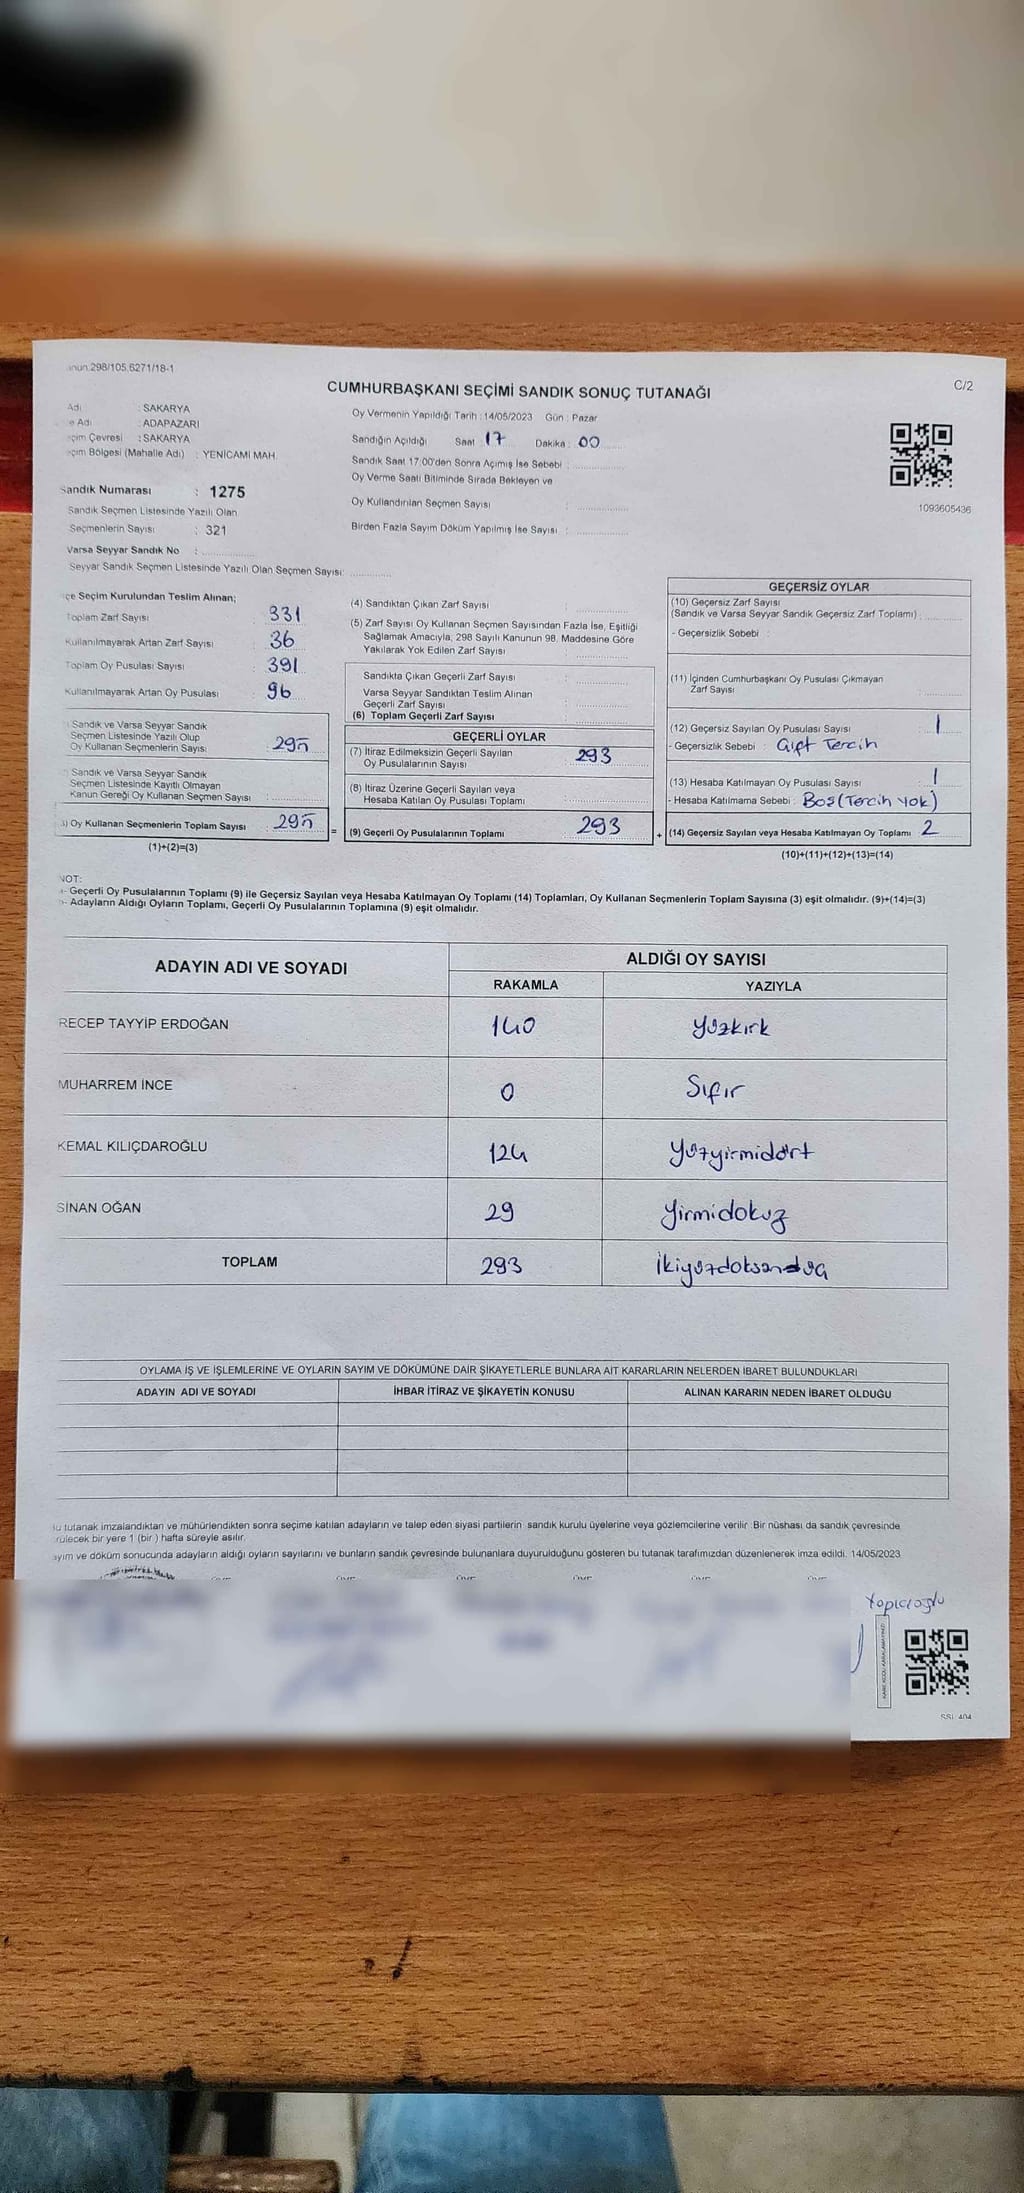 nun.298/105.6271/18-1
C/2
CUMHURBAŞKANI SEÇİMİ SANDIK SONUÇ TUTANAĞI
Adı : SAKARYA
e Adı : ADAPAZARI
çim Çevresi : SAKARYA
çim Bölgesi (Mahalle Adı) : YENİCAMİ MAH.
Sandık Numarası : 1275
Sandık Seçmen Listesinde Yazılı Olan
Seçmenlerin Sayısı : 321
Varsa Seyyar Sandık No :
Seyyar Sandık Seçmen Listesinde Yazılı Olan Seçmen Sayısı:
Oy Vermenin Yapıldığı Tarih : 14/05/2023 Gün : Pazar
Sandığın Açıldığı Saat 17 Dakika : 00
Sandık Saat 17:00'den Sonra Açmış İse Sebebi :
Oy Verme Saati Bitiminde Sırada Bekleyen ve
Oy Kullandırılan Seçmen Sayısı :
Birden Fazla Sayım Döküm Yapılmış İse Sayısı :
1093605436
çe Seçim Kurulundan Teslim Alınan;
Toplam Zarf Sayısı : 331
Kullanılmayarak Artan Zarf Sayısı : 36
Toplam Oy Pusulası Sayısı : 391
Kullanılmayarak Artan Oy Pusulası : 96
) Sandık ve Varsa Seyyar Sandık
Seçmen Listesinde Yazılı Olup
Oy Kullanan Seçmenlerin Sayısı : 295
) Sandık ve Varsa Seyyar Sandık
Seçmen Listesinde Kayıtlı Olmayan
Kanun Gereği Oy Kullanan Seçmen Sayısı :
) Oy Kullanan Seçmenlerin Toplam Sayısı 295
(1)+(2)=(3)
=
(4) Sandıktan Çıkan Zarf Sayısı :
(5) Zarf Sayısı Oy Kullanan Seçmen Sayısından Fazla İse, Eşitliği
Sağlamak Amacıyla, 298 Sayılı Kanunun 98. Maddesine Göre
Yakılarak Yok Edilen Zarf Sayısı :
Sandıkta Çıkan Geçerli Zarf Sayısı :
Varsa Seyyar Sandıktan Teslim Alınan
Geçerli Zarf Sayısı :
(6) Toplam Geçerli Zarf Sayısı
GEÇERLİ OYLAR
(7) İtiraz Edilmeksizin Geçerli Sayılan
Oy Pusulalarının Sayısı : 293
(8) İtiraz Üzerine Geçerli Sayılan veya
Hesaba Katılan Oy Pusulası Toplamı :
(9) Geçerli Oy Pusulalarının Toplamı : 293
+
GEÇERSİZ OYLAR
(10) Geçersiz Zarf Sayısı
(Sandık ve Varsa Seyyar Sandık Geçersiz Zarf Toplamı) :
- Geçersizlik Sebebi :
(11) İçinden Cumhurbaşkanı Oy Pusulası Çıkmayan
Zarf Sayısı :
(12) Geçersiz Sayılan Oy Pusulası Sayısı : 1
- Geçersizlik Sebebi : Çift Tercih
(13) Hesaba Katılmayan Oy Pusulası Sayısı : 1
- Hesaba Katılmama Sebebi : Boş (Tercih Yok)
(14) Geçersiz Sayılan veya Hesaba Katılmayan Oy Toplamı 2
(10)+(11)+(12)+(13)=(14)
NOT:
- Geçerli Oy Pusulalarının Toplamı (9) ile Geçersiz Sayılan veya Hesaba Katılmayan Oy Toplamı (14) Toplamları, Oy Kullanan Seçmenlerin Toplam Sayısına (3) eşit olmalıdır. (9)+(14)=(3)
- Adayların Aldığı Oyların Toplamı, Geçerli Oy Pusulalarının Toplamına (9) eşit olmalıdır.
ADAYIN ADI VE SOYADI ALDIĞI OY SAYISI
RAKAMLA YAZIYLA
RECEP TAYYİP ERDOĞAN 140 Yüzkırk
MUHARREM İNCE 0 Sıfır
KEMAL KILIÇDAROĞLU 124 Yüzyirmidört
SİNAN OĞAN 29 Yirmidokuz
TOPLAM 293 İkiyüzdoksan
OYLAMA İŞ VE İŞLEMLERİNE VE OYLARIN SAYIM VE DÖKÜMÜNE DAİR ŞİKAYETLERLE BUNLARA AİT KARARLARIN NELERDEN İBARET BULUNDUKLARI
ADAYIN ADI VE SOYADI İHBAR İTİRAZ VE ŞİKAYETİN KONUSU ALINAN KARARIN NEDEN İBARET OLDUĞU
u tutanak imzalandıktan ve mühürlendikten sonra seçime katılan adayların ve talep eden siyasi partilerin sandık kurulu üyelerine veya gözlemcilerine verilir. Bir nüshası da sandık çevresinde
rülecek bir yere 1 (bir ) hafta süreyle asılır.
ayım ve döküm sonucunda adayların aldığı oyların sayılarını ve bunların sandık çevresinde bulunanlara duyurulduğunu gösteren bu tutanak tarafımızdan düzenlenerek imza edildi. 14/05/2023
Yapıcıoğlu